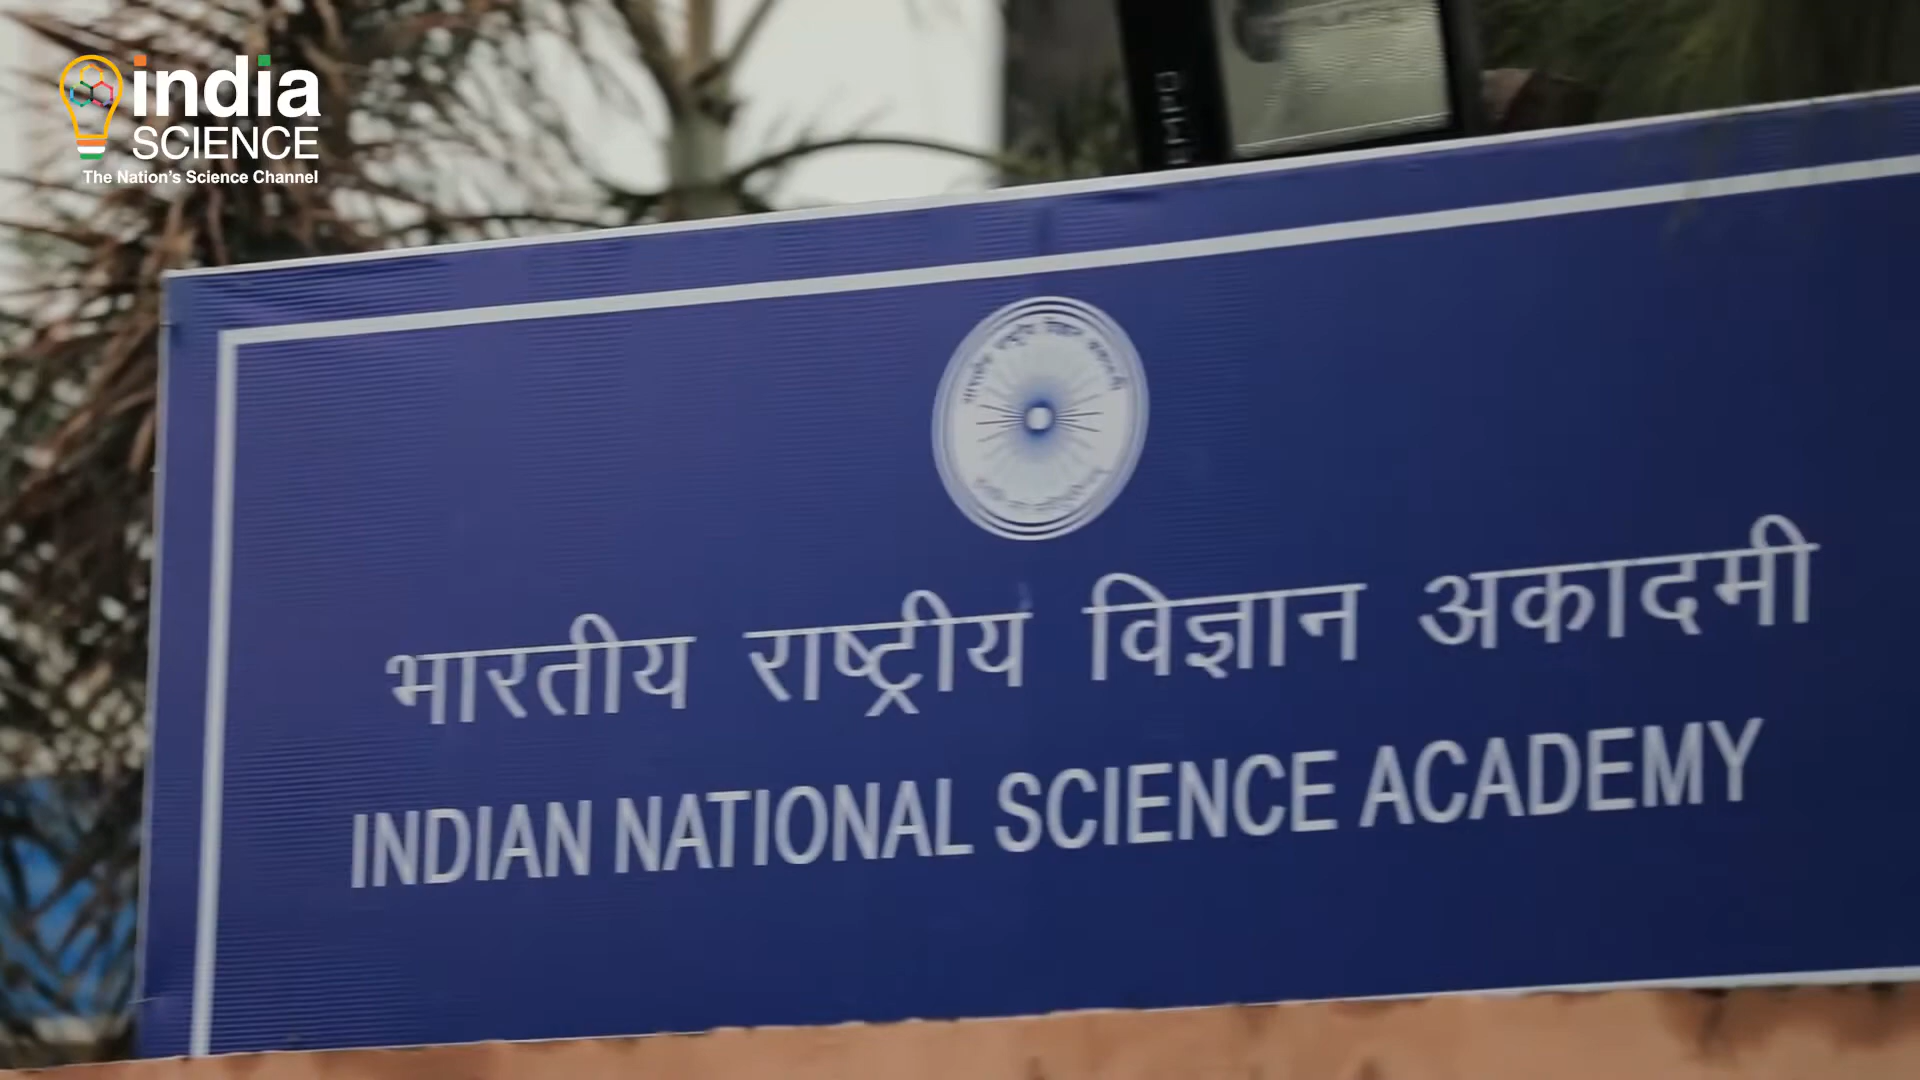 india
SCIENCE
The Nation's Science Channel
भारतीय राष्ट्रीय विज्ञान अकादमी
INDIAN NATIONAL SCIENCE ACADEMY